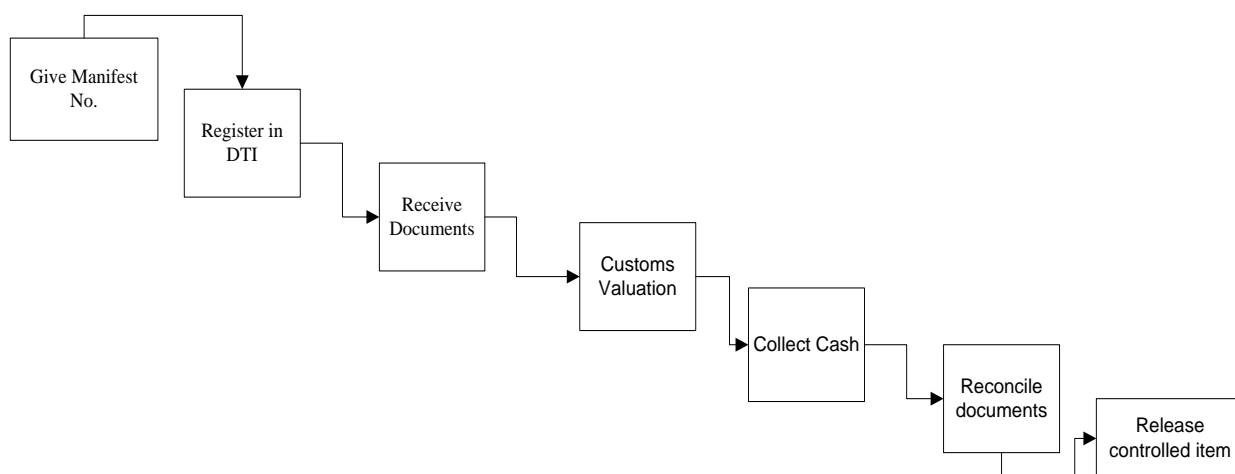 Give Manifest
No.
Register in
DTI
Receive
Documents
Customs
Valuation
Collect Cash
Reconcile
documents
Release
controlled item